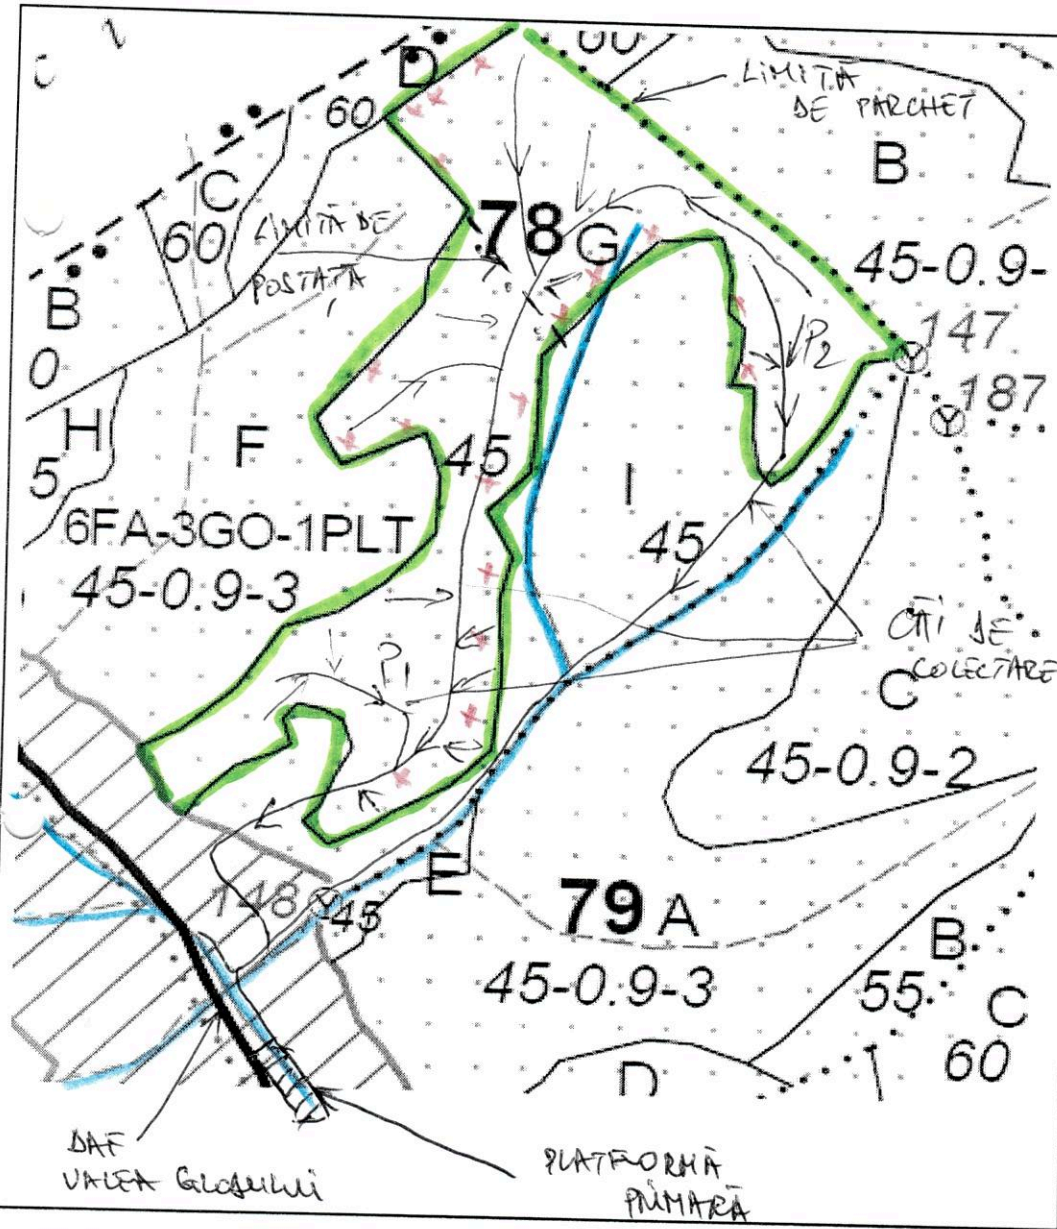 D
60
LIMITĂ
DE PARCHET
B
C
60
LIMITĂ DE
POSTATĂ
78 G
45-0.9-
B
0
147
P2
187
H
5
F
45
I
6FA-3GO-1PLT
45-0.9-3
45
CĂI DE
COLECTARE
P1
C
45-0.9-2
E
148
45
79 A
B
45-0.9-3
55
C
60
D
DAF
VALEA
PLATFORMĂ
PRIMARĂ